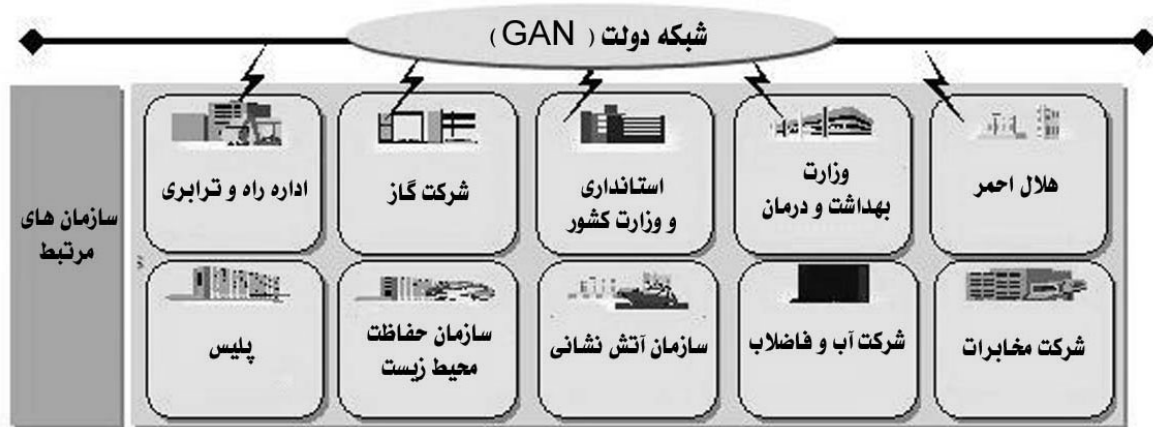 شبکه دولت ( GAN )
سازمان های
مرتبط
هلال احمر
وزارت
بهداشت و درمان
استانداری
و وزارت کشور
شرکت گاز
اداره راه و ترابری
شرکت مخابرات
شرکت آب و فاضلاب
سازمان آتش نشانی
سازمان حفاظت
محیط زیست
پلیس